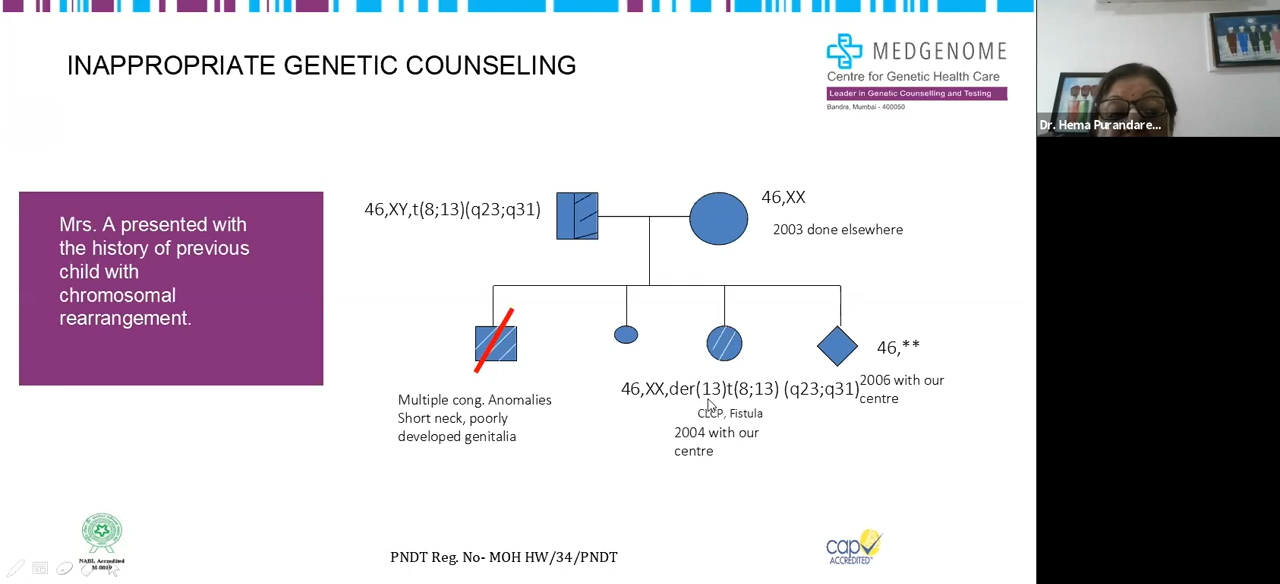 INAPPROPRIATE GENETIC COUNSELING
MEDGENOME
Centre for Genetic Health Care
Leader in Genetic Counselling and Testing
Bandra, Mumbai - 400050
Dr. Hema Purandare...
Mrs. A presented with
the history of previous
child with
chromosomal
rearrangement.
46,XY,t(8;13)(q23;q31)
46,XX
2003 done elsewhere
Multiple cong. Anomalies
Short neck, poorly
developed genitalia
46,XX,der(13)t(8;13) (q23;q31)
CLCP, Fistula
2004 with our
centre
46,**
2006 with our
centre
NABL Accredited
M-0019
PNDT Reg. No- MOH HW/34/PNDT
cap
ACCREDITED